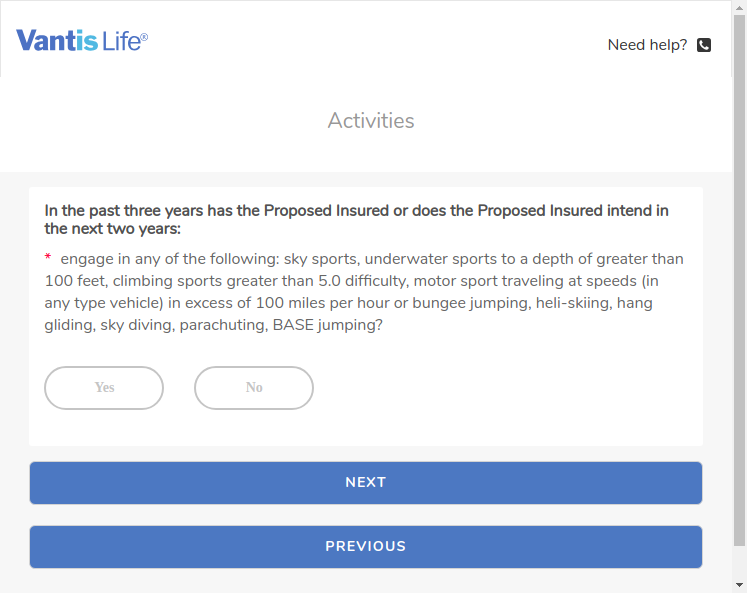 Vantis Life®
Need help?
Activities
In the past three years has the Proposed Insured or does the Proposed Insured intend in
the next two years:
* engage in any of the following: sky sports, underwater sports to a depth of greater than
100 feet, climbing sports greater than 5.0 difficulty, motor sport traveling at speeds (in
any type vehicle) in excess of 100 miles per hour or bungee jumping, heli-skiing, hang
gliding, sky diving, parachuting, BASE jumping?
Yes No
NEXT
PREVIOUS